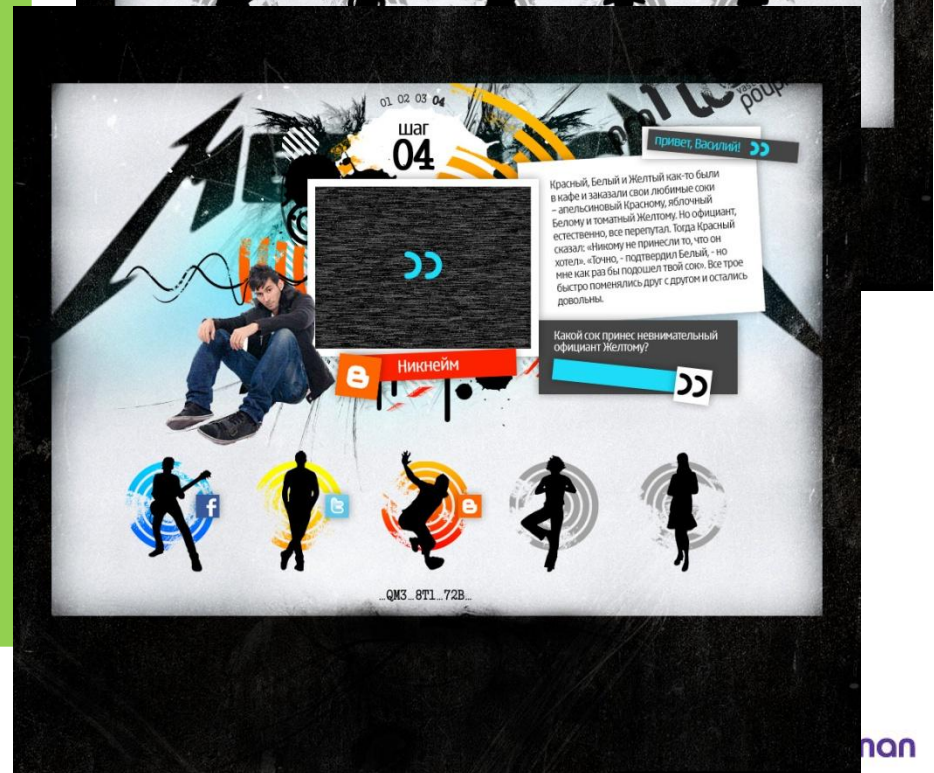 01 02 03 04
шаг
04
привет, Василий!
Красный, Белый и Желтый как-то были
в кафе и заказали свои любимые соки
– апельсиновый Красному, яблочный
Белому и томатный Желтому. Но официант,
естественно, все перепутал. Тогда Красный
сказал: «Никому не принесли то, что он
хотел». «Точно, - подтвердил Белый, - но
мне как раз бы подошел твой сок». Все трое
быстро поменялись друг с другом и остались
довольны.
Какой сок принес невнимательный
официант Желтому?
Никнейм
...QM3...8T1...72B...